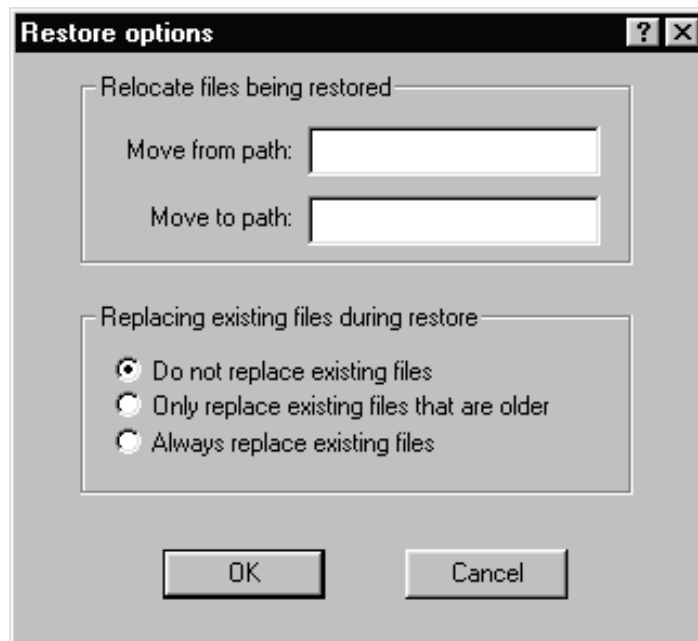 Restore options
Relocate files being restored
Move from path:
Move to path:
Replacing existing files during restore
Do not replace existing files
Only replace existing files that are older
Always replace existing files
OK Cancel